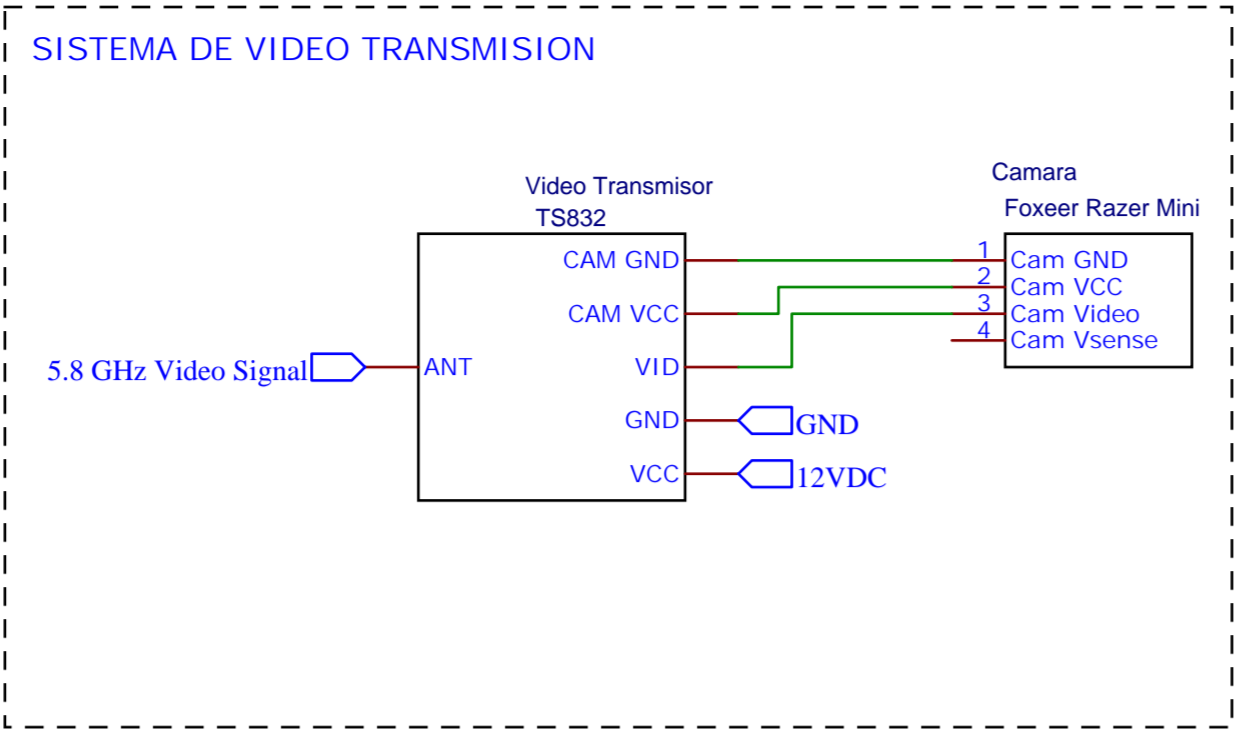 SISTEMA DE VIDEO TRANSMISION
Video Transmisor
TS832
CAM GND
CAM VCC
ANT
VID
GND
VCC
5.8 GHz Video Signal
GND
12VDC
Camara
Foxeer Razer Mini
1 Cam GND
2 Cam VCC
3 Cam Video
4 Cam Vsense